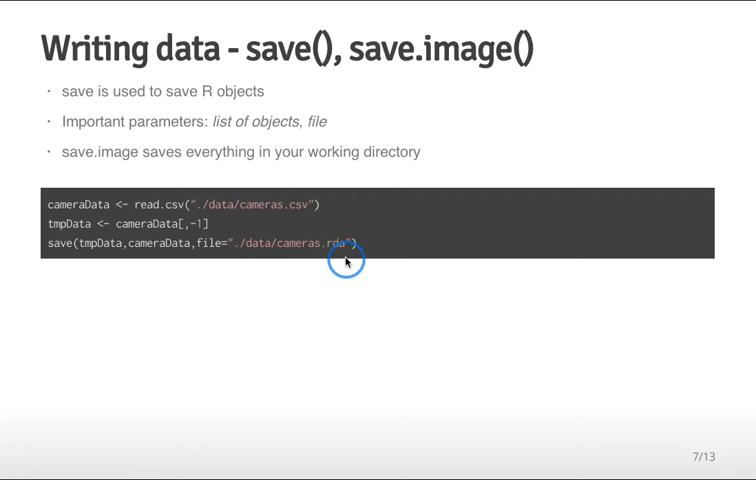 Writing data - save(), save.image()
· save is used to save R objects
· Important parameters: list of objects, file
· save.image saves everything in your working directory
cameraData <- read.csv("./data/cameras.csv")
tmpData <- cameraData[,-1]
save(tmpData,cameraData,file="./data/cameras.rda")
7/13